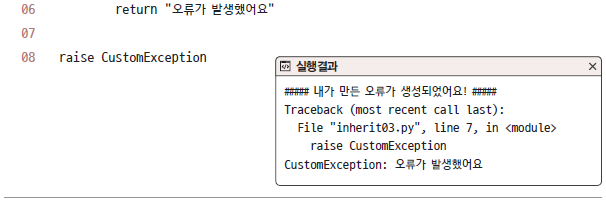 06 return "오류가 발생했어요"
07
08 raise CustomException
실행결과
##### 내가 만든 오류가 생성되었어요! #####
Traceback (most recent call last):
File "inherit03.py", line 7, in <module>
raise CustomException
CustomException: 오류가 발생했어요